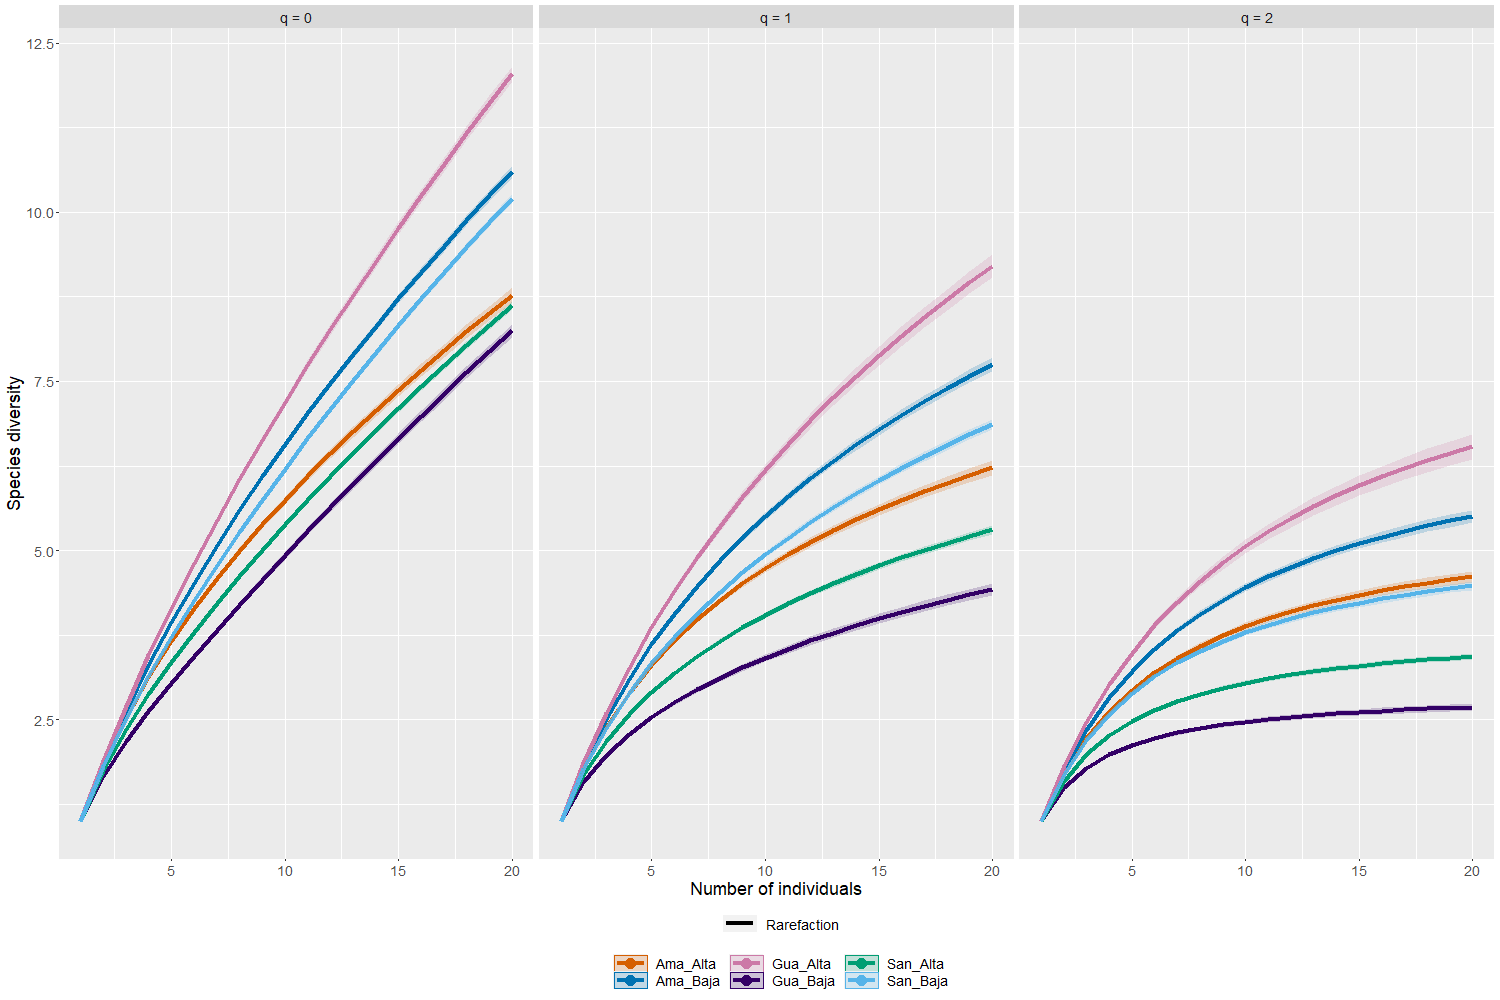 q = 0
q = 1
q = 2
Species diversity
12.5
10.0
7.5
5.0
2.5
5 10 15 20
5 10 15 20
5 10 15 20
Number of individuals
Rarefaction
Ama_Alta Gua_Alta San_Alta
Ama_Baja Gua_Baja San_Baja